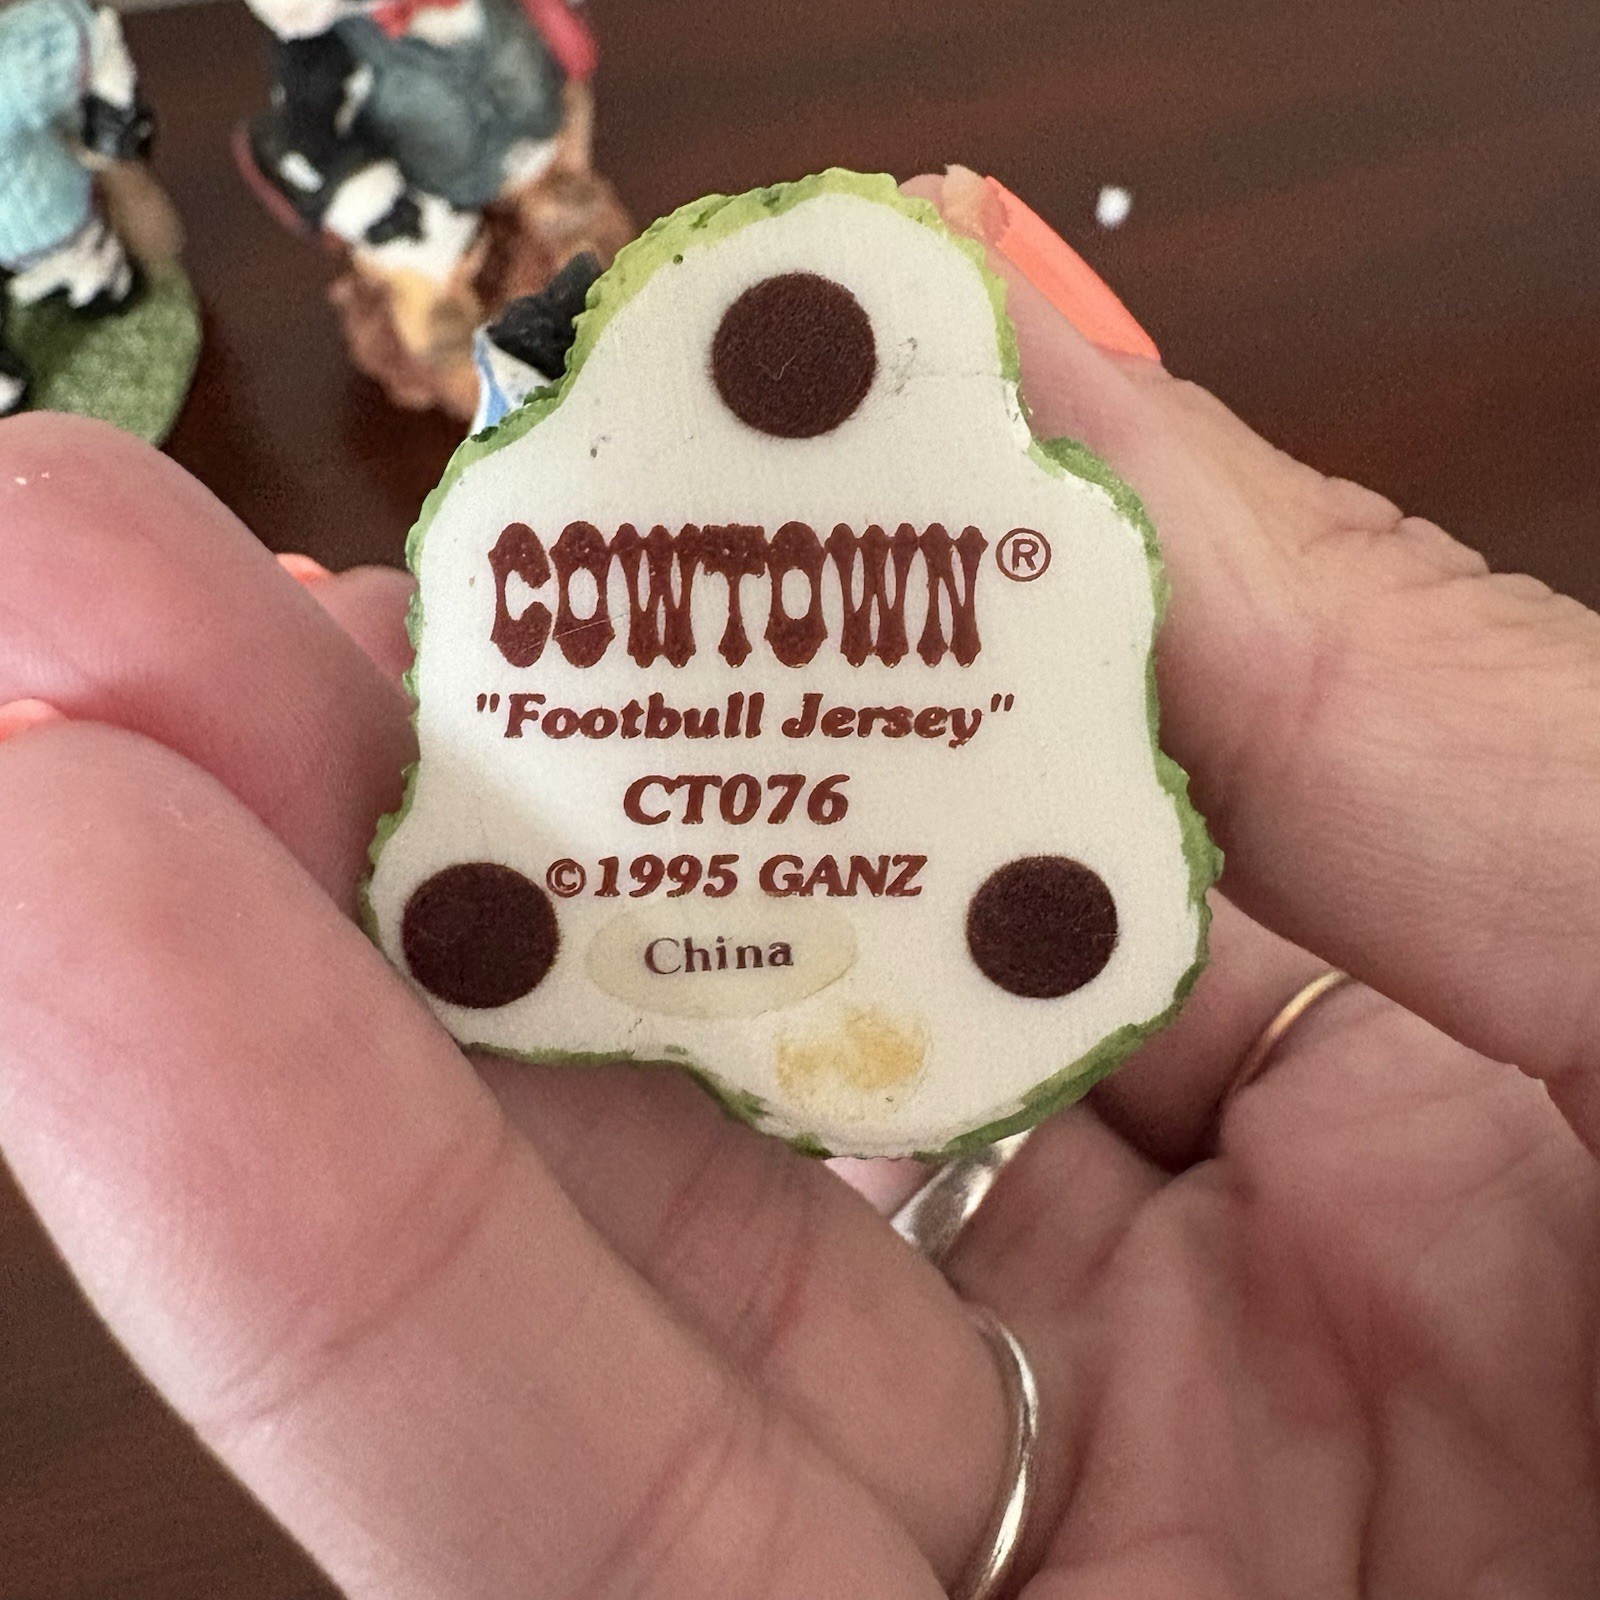 COWTOWN®
"Footbull Jersey"
CT076
©1995 GANZ
China